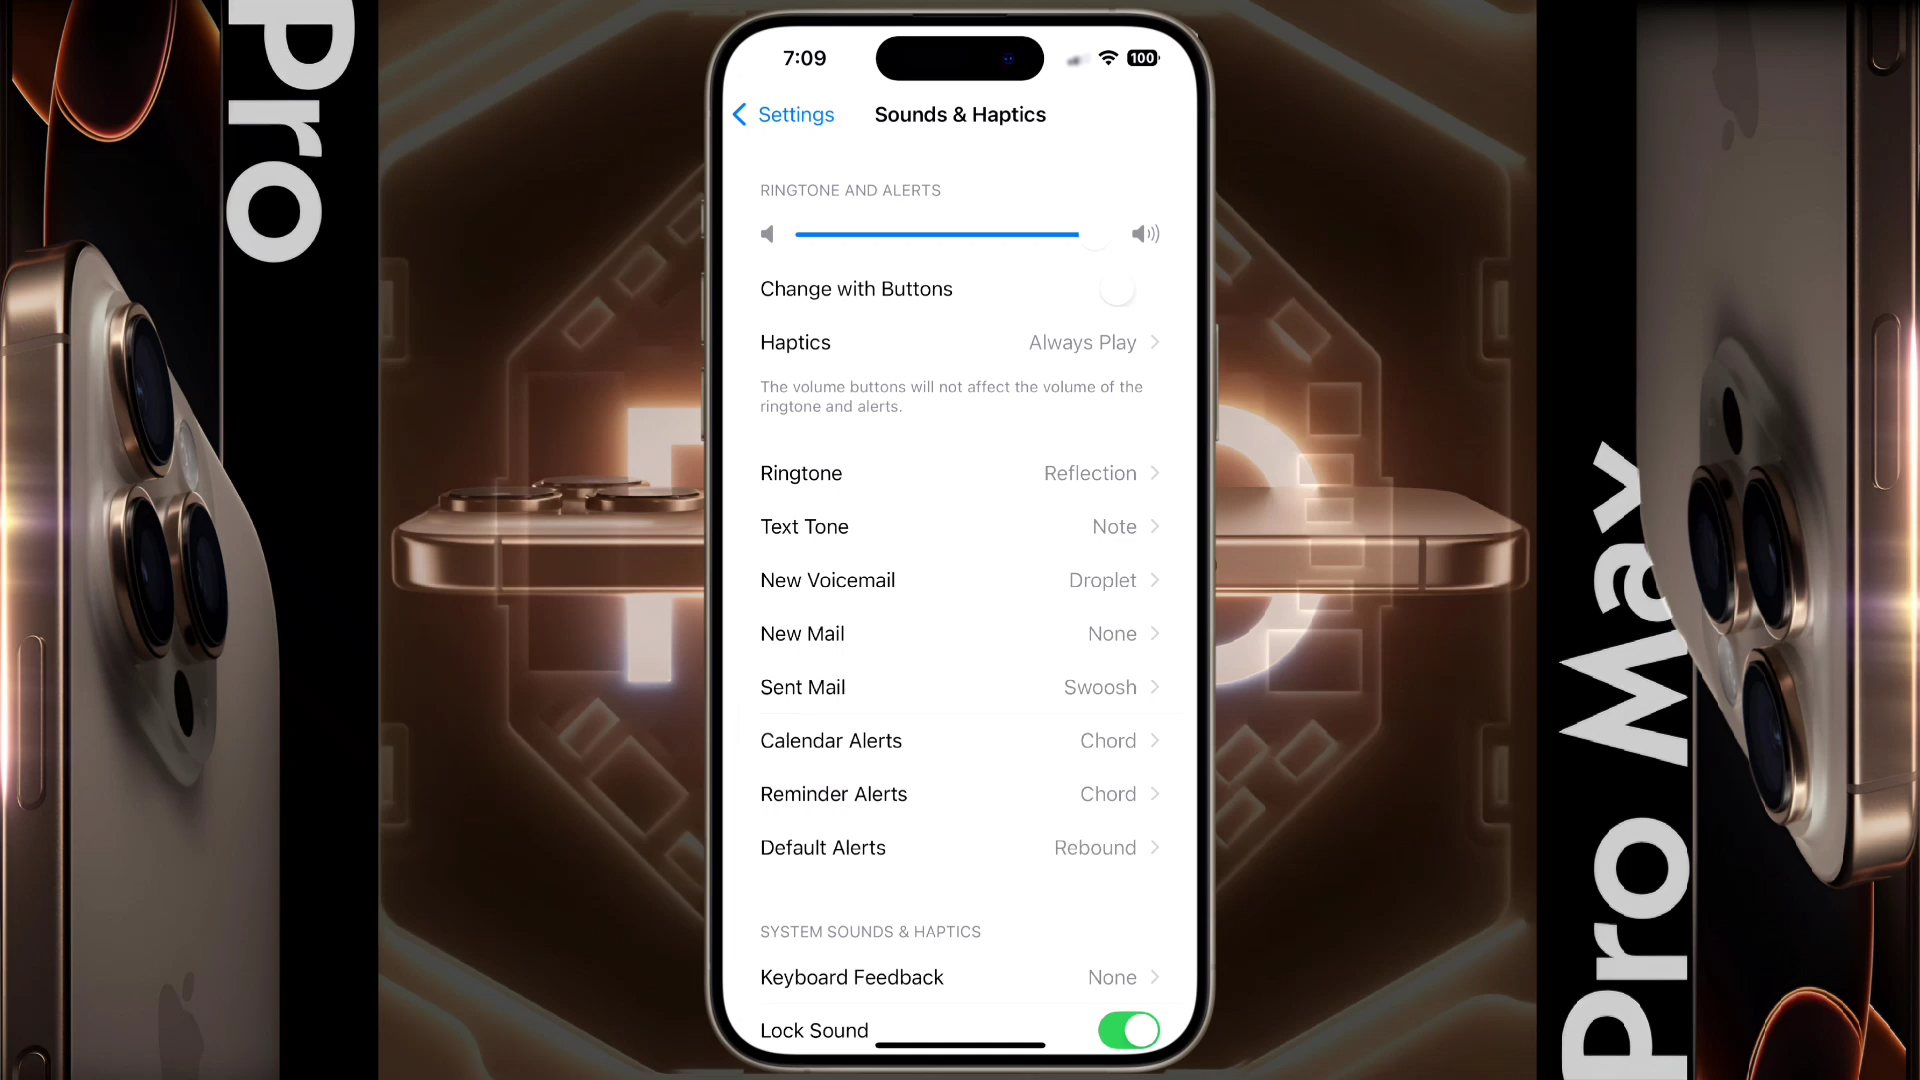 Pro
7:09
100
Settings
Sounds & Haptics
RINGTONE AND ALERTS
Change with Buttons
Haptics
Always Play
The volume buttons will not affect the volume of the
ringtone and alerts.
Ringtone
Reflection
Text Tone
Note
New Voicemail
Droplet
New Mail
None
Sent Mail
Swoosh
Calendar Alerts
Chord
Reminder Alerts
Chord
Default Alerts
Rebound
SYSTEM SOUNDS & HAPTICS
Keyboard Feedback
None
Lock Sound
Pro Max